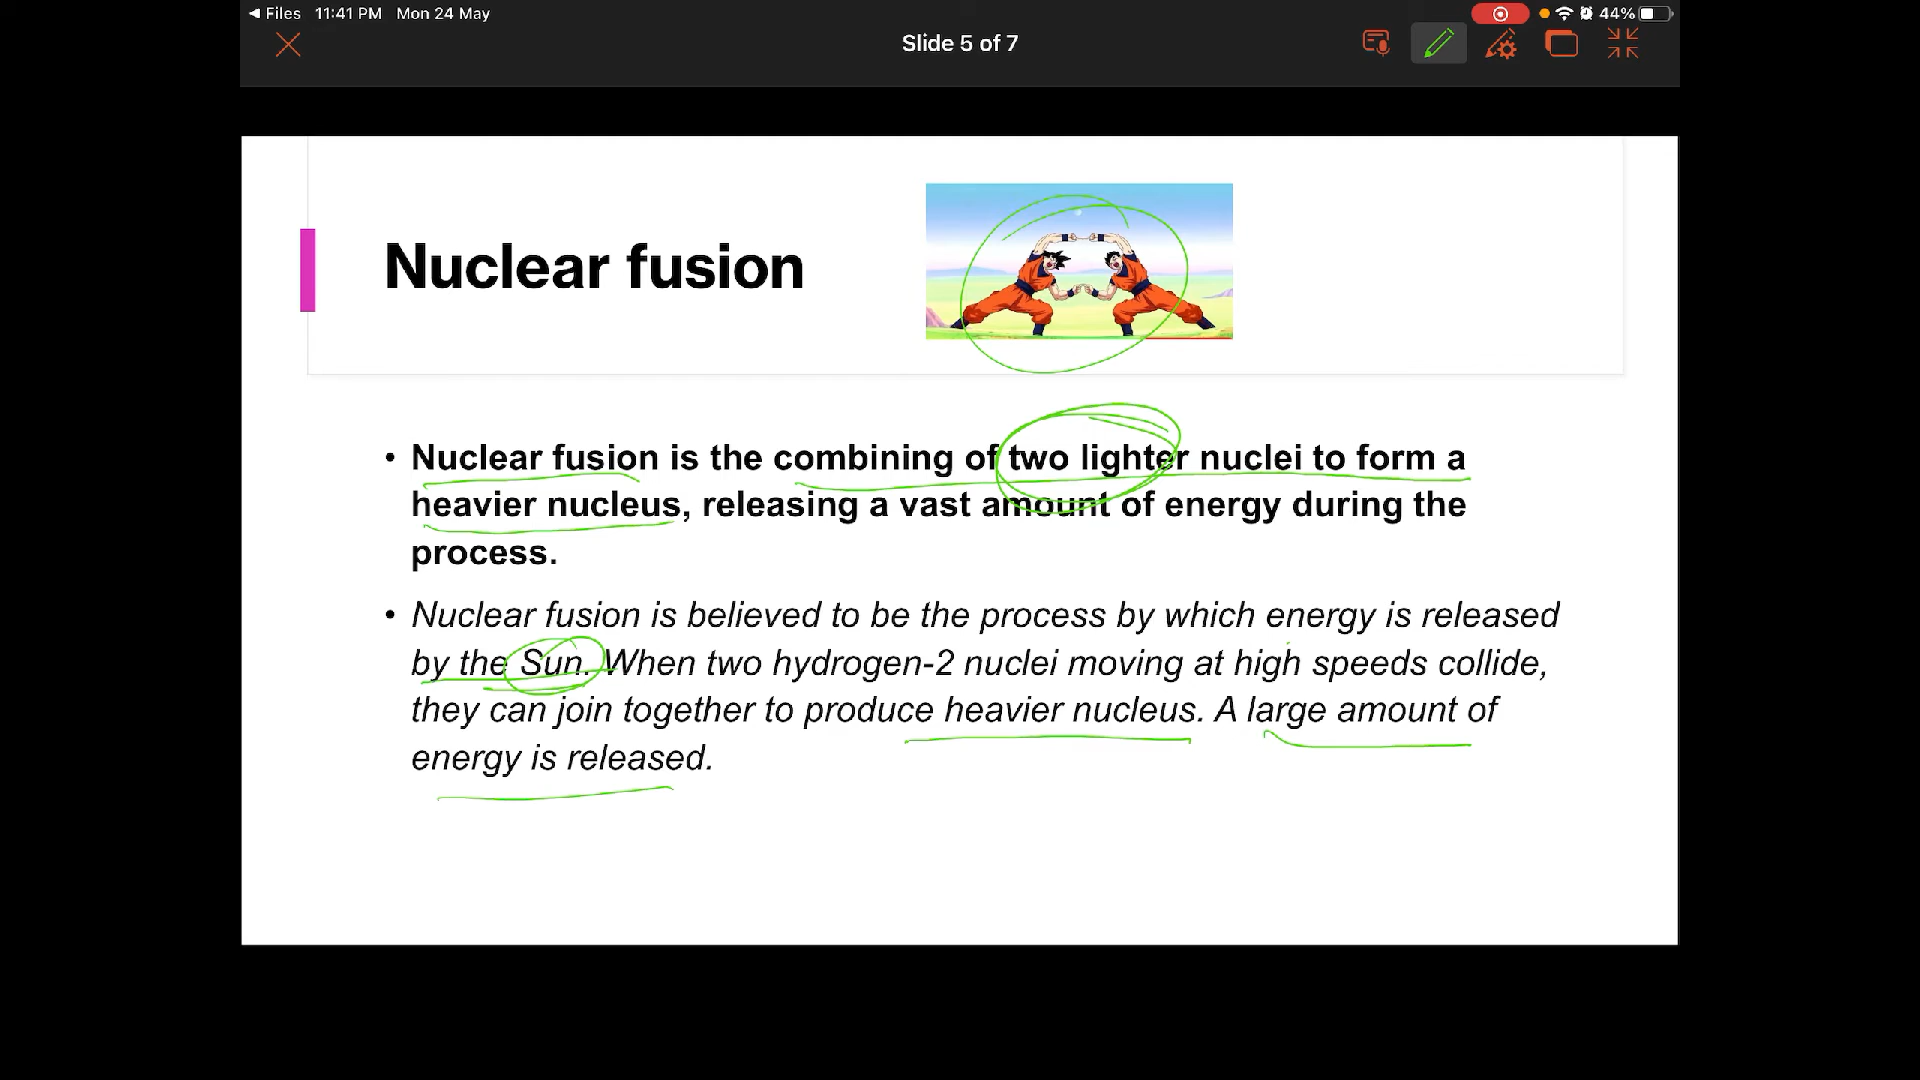 Files 11:41 PM Mon 24 May
44%
Slide 5 of 7
Nuclear fusion
• Nuclear fusion is the combining of two lighter nuclei to form a
heavier nucleus, releasing a vast amount of energy during the
process.
• Nuclear fusion is believed to be the process by which energy is released
by the Sun. When two hydrogen-2 nuclei moving at high speeds collide,
they can join together to produce heavier nucleus. A large amount of
energy is released.